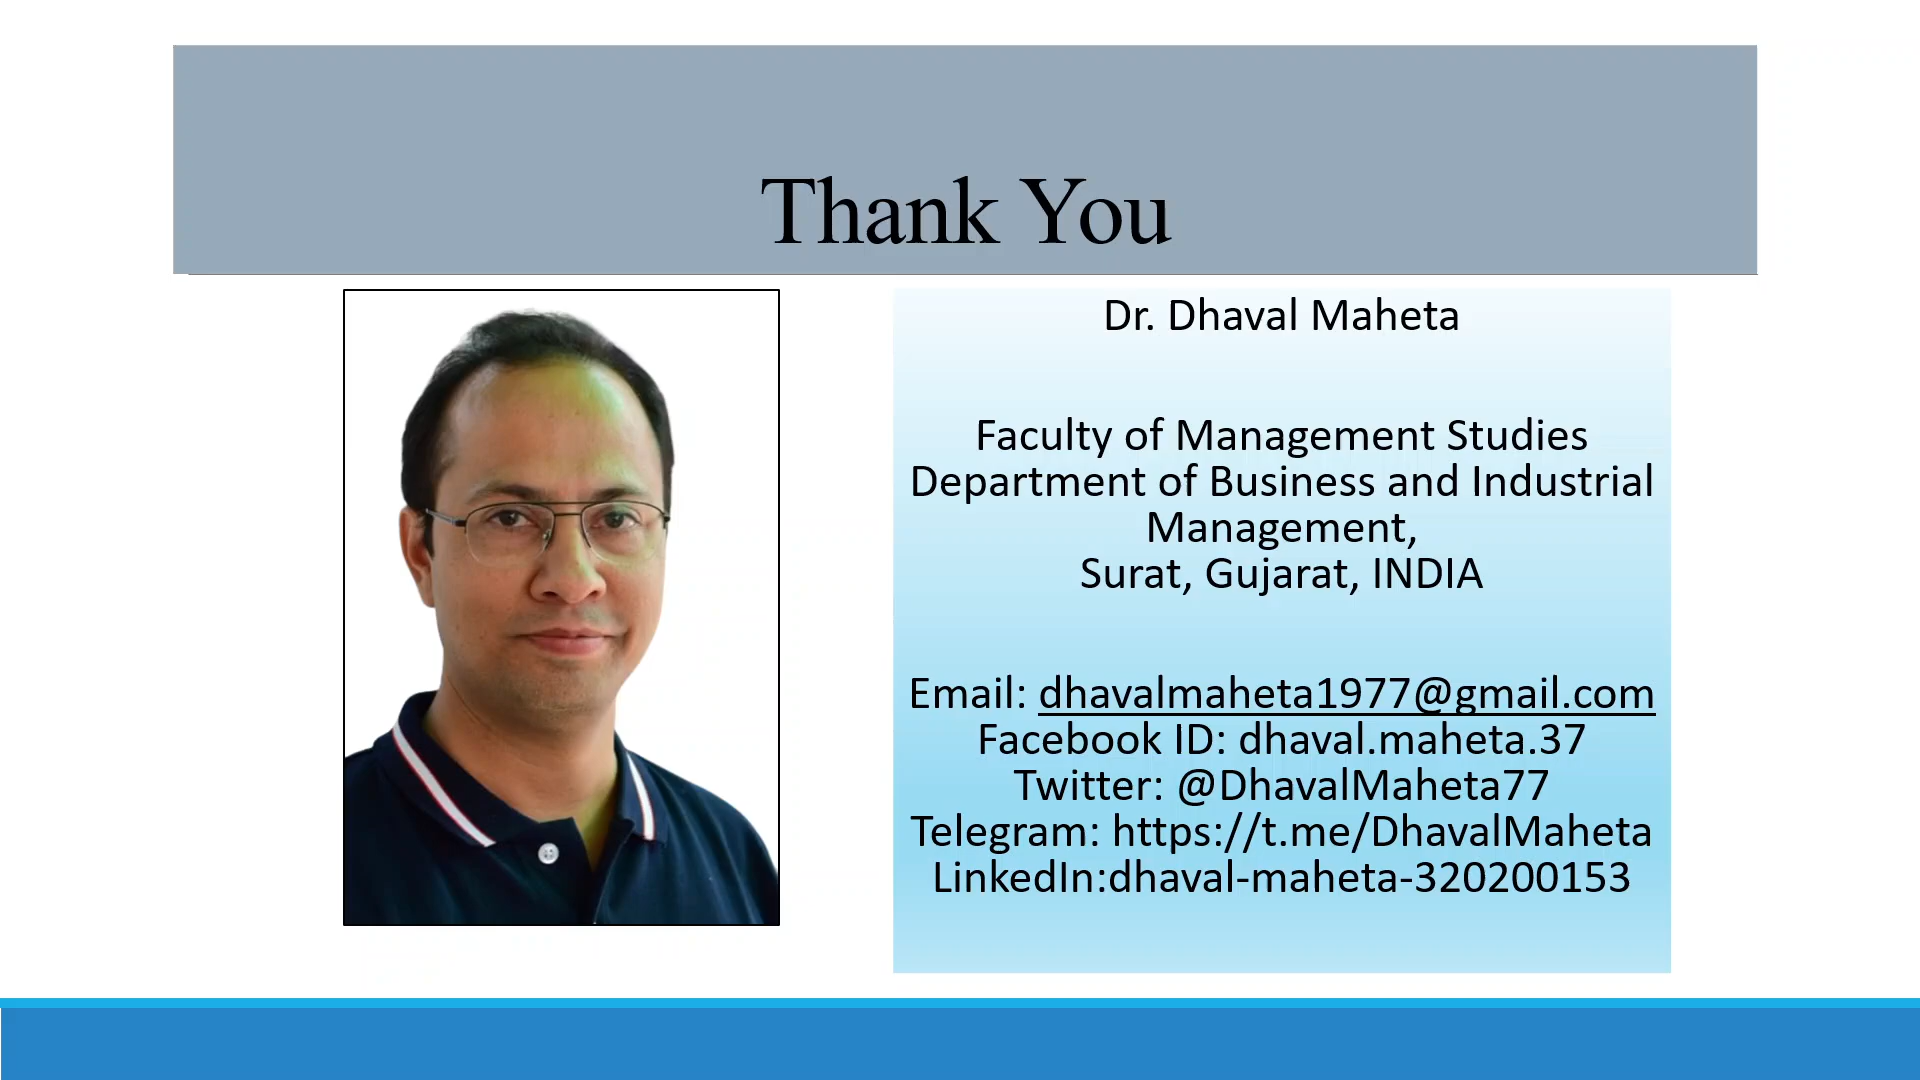 Thank You
Dr. Dhaval Maheta
Faculty of Management Studies
Department of Business and Industrial
Management,
Surat, Gujarat, INDIA
Email: dhavalmaheta1977@gmail.com
Facebook ID: dhaval.maheta.37
Twitter: @DhavalMaheta77
Telegram: https://t.me/DhavalMaheta
LinkedIn:dhaval-maheta-320200153